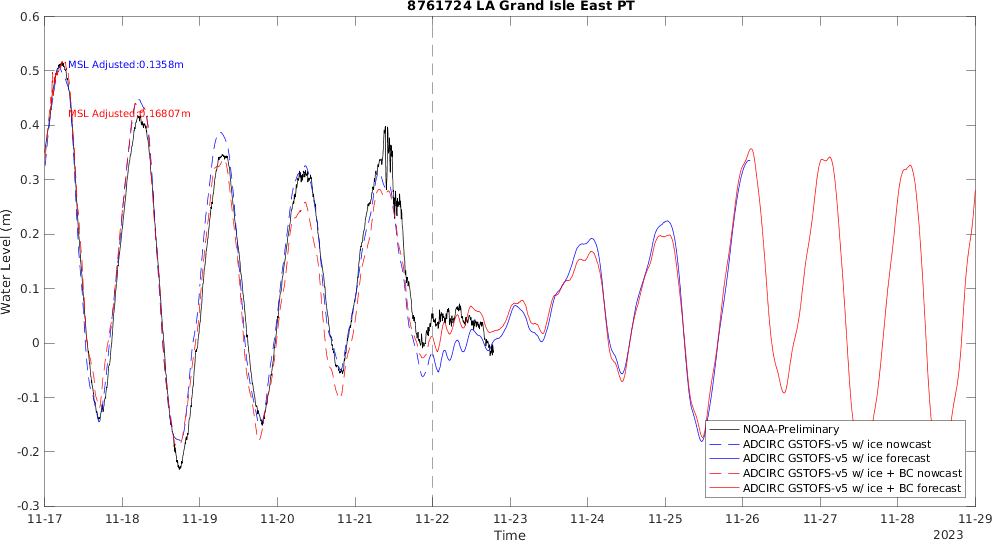 8761724 LA Grand Isle East PT
Water Level (m)
0.6
0.5
0.4
0.3
0.2
0.1
0
-0.1
-0.2
-0.3
MSL Adjusted:0.1358m
MSL Adjusted:0.16807m
NOAA-Preliminary
ADCIRC GSTOFS-v5 w/ ice nowcast
ADCIRC GSTOFS-v5 w/ ice forecast
ADCIRC GSTOFS-v5 w/ice + BC nowcast
ADCIRC GSTOFS-v5 w/ice + BC forecast
11-17 11-18 11-19 11-20 11-21 11-22 11-23 11-24 11-25 11-26 11-27 11-28 11-29
Time
2023